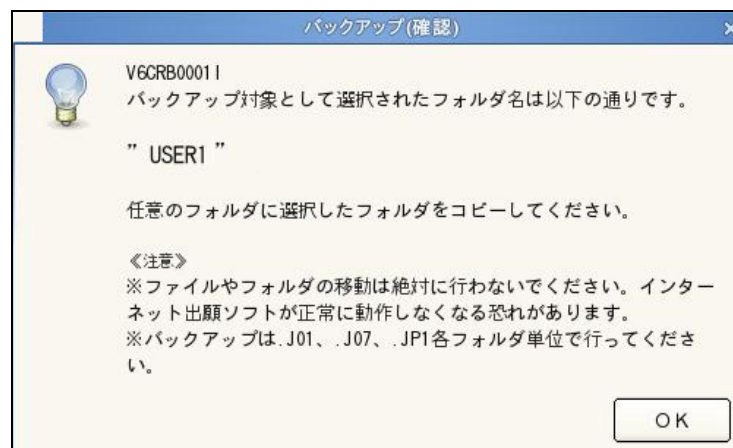 バックアップ(確認)
V6CRB0001I
バックアップ対象として選択されたフォルダ名は以下の通りです。
” USER1 ”
任意のフォルダに選択したフォルダをコピーしてください。
≪注意≫
※ファイルやフォルダの移動は絶対に行わないでください。インター
ネット出願ソフトが正常に動作しなくなる恐れがあります。
※バックアップは.J01、.J07、.JP1各フォルダ単位で行ってくださ
い。
OK